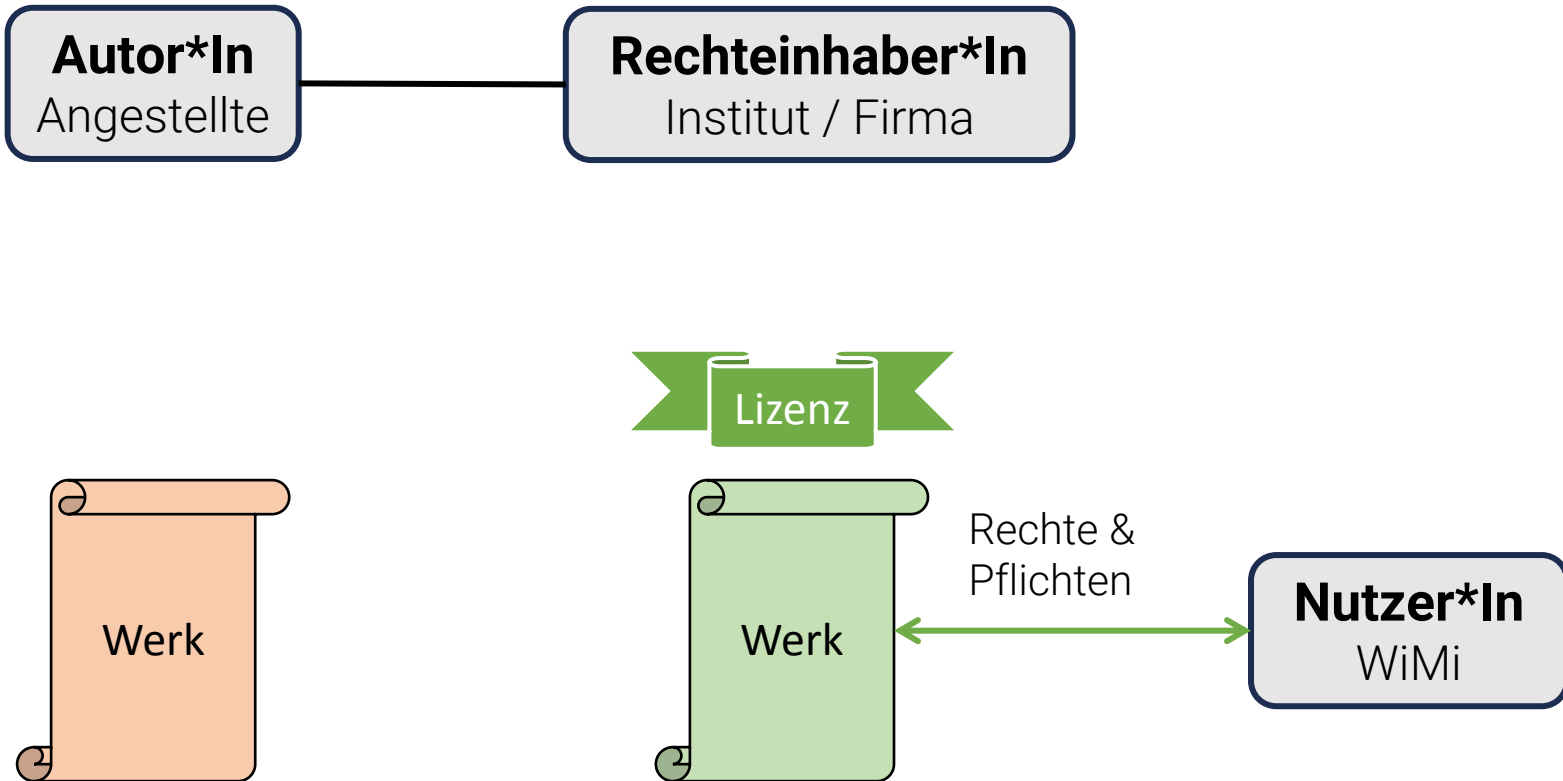 Autor*In
Angestellte
Rechteinhaber*In
Institut / Firma
Lizenz
Werk
Werk
Rechte &
Pflichten
Nutzer*In
WiMi